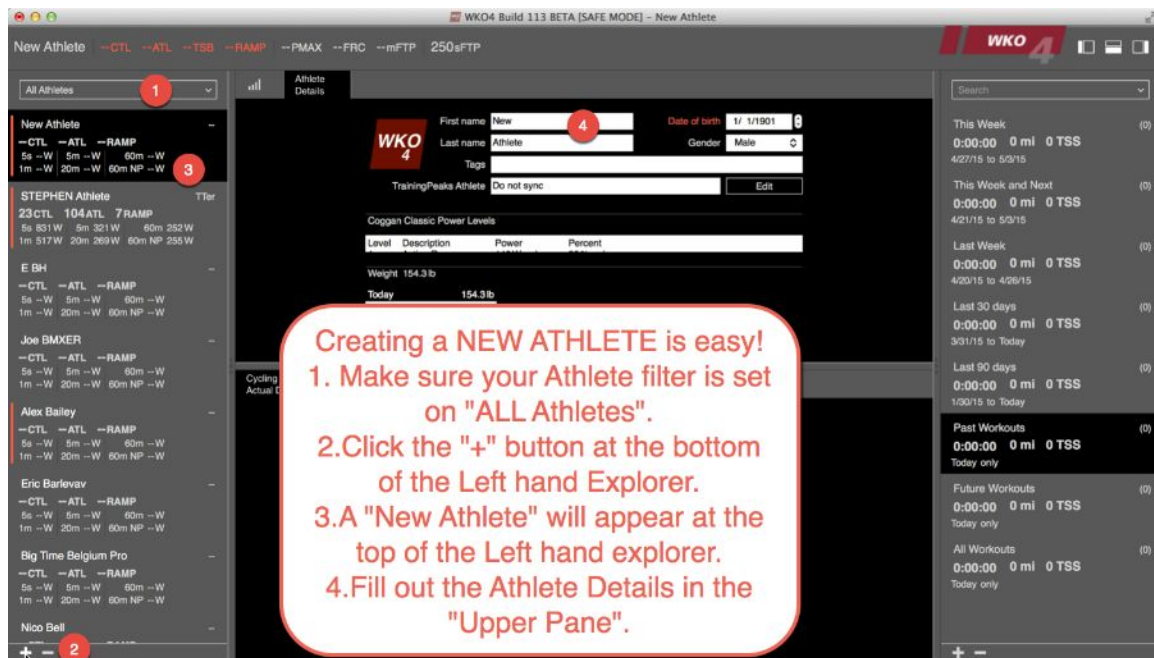 WKO4 Build 113 BETA [SAFE MODE] - New Athlete
New Athlete --CTL --ATL --TSB --RAMP --PMAX --FRC --mFTP 250sFTP
WKO 4
All Athletes 1
New Athlete --
--CTL --ATL --RAMP
5s --W 5m --W 60m --W
1m --W 20m --W 60m NP --W
3
STEPHEN Athlete TTer
23CTL 104ATL 7RAMP
5s 831W 5m 321W 60m 252W
1m 517W 20m 269W 60m NP 255W
E BH --
--CTL --ATL --RAMP
5s --W 5m --W 60m --W
1m --W 20m --W 60m NP --W
Joe BMXER --
--CTL --ATL --RAMP
5s --W 5m --W 60m --W
1m --W 20m --W 60m NP --W
Alex Bailey --
--CTL --ATL --RAMP
5s --W 5m --W 60m --W
1m --W 20m --W 60m NP --W
Eric Barlevav --
--CTL --ATL --RAMP
5s --W 5m --W 60m --W
1m --W 20m --W 60m NP --W
Big Time Belgium Pro --
--CTL --ATL --RAMP
5s --W 5m --W 60m --W
1m --W 20m --W 60m NP --W
Nico Bell --
+ - 2
Athlete
Details
WKO
4
First name New 4 Date of birth 1/ 1/1901
Last name Athlete Gender Male
Tags
TrainingPeaks Athlete Do not sync Edit
Coggan Classic Power Levels
Level Description Power Percent
Weight 154.3 lb
Today 154.3lb
Cycling
Actual
Creating a NEW ATHLETE is easy!
1. Make sure your Athlete filter is set
on "ALL Athletes".
2.Click the "+" button at the bottom
of the Left hand Explorer.
3.A "New Athlete" will appear at the
top of the Left hand explorer.
4.Fill out the Athlete Details in the
"Upper Pane".
Search
This Week (0)
0:00:00 0 mi 0 TSS
4/27/15 to 5/3/15
This Week and Next (0)
0:00:00 0 mi 0 TSS
4/21/15 to 5/3/15
Last Week (0)
0:00:00 0 mi 0 TSS
4/20/15 to 4/26/15
Last 30 days (0)
0:00:00 0 mi 0 TSS
3/31/15 to Today
Last 90 days (0)
0:00:00 0 mi 0 TSS
1/30/15 to Today
Past Workouts (0)
0:00:00 0 mi 0 TSS
Today only
Future Workouts (0)
0:00:00 0 mi 0 TSS
Today only
All Workouts (0)
0:00:00 0 mi 0 TSS
Today only
+ -